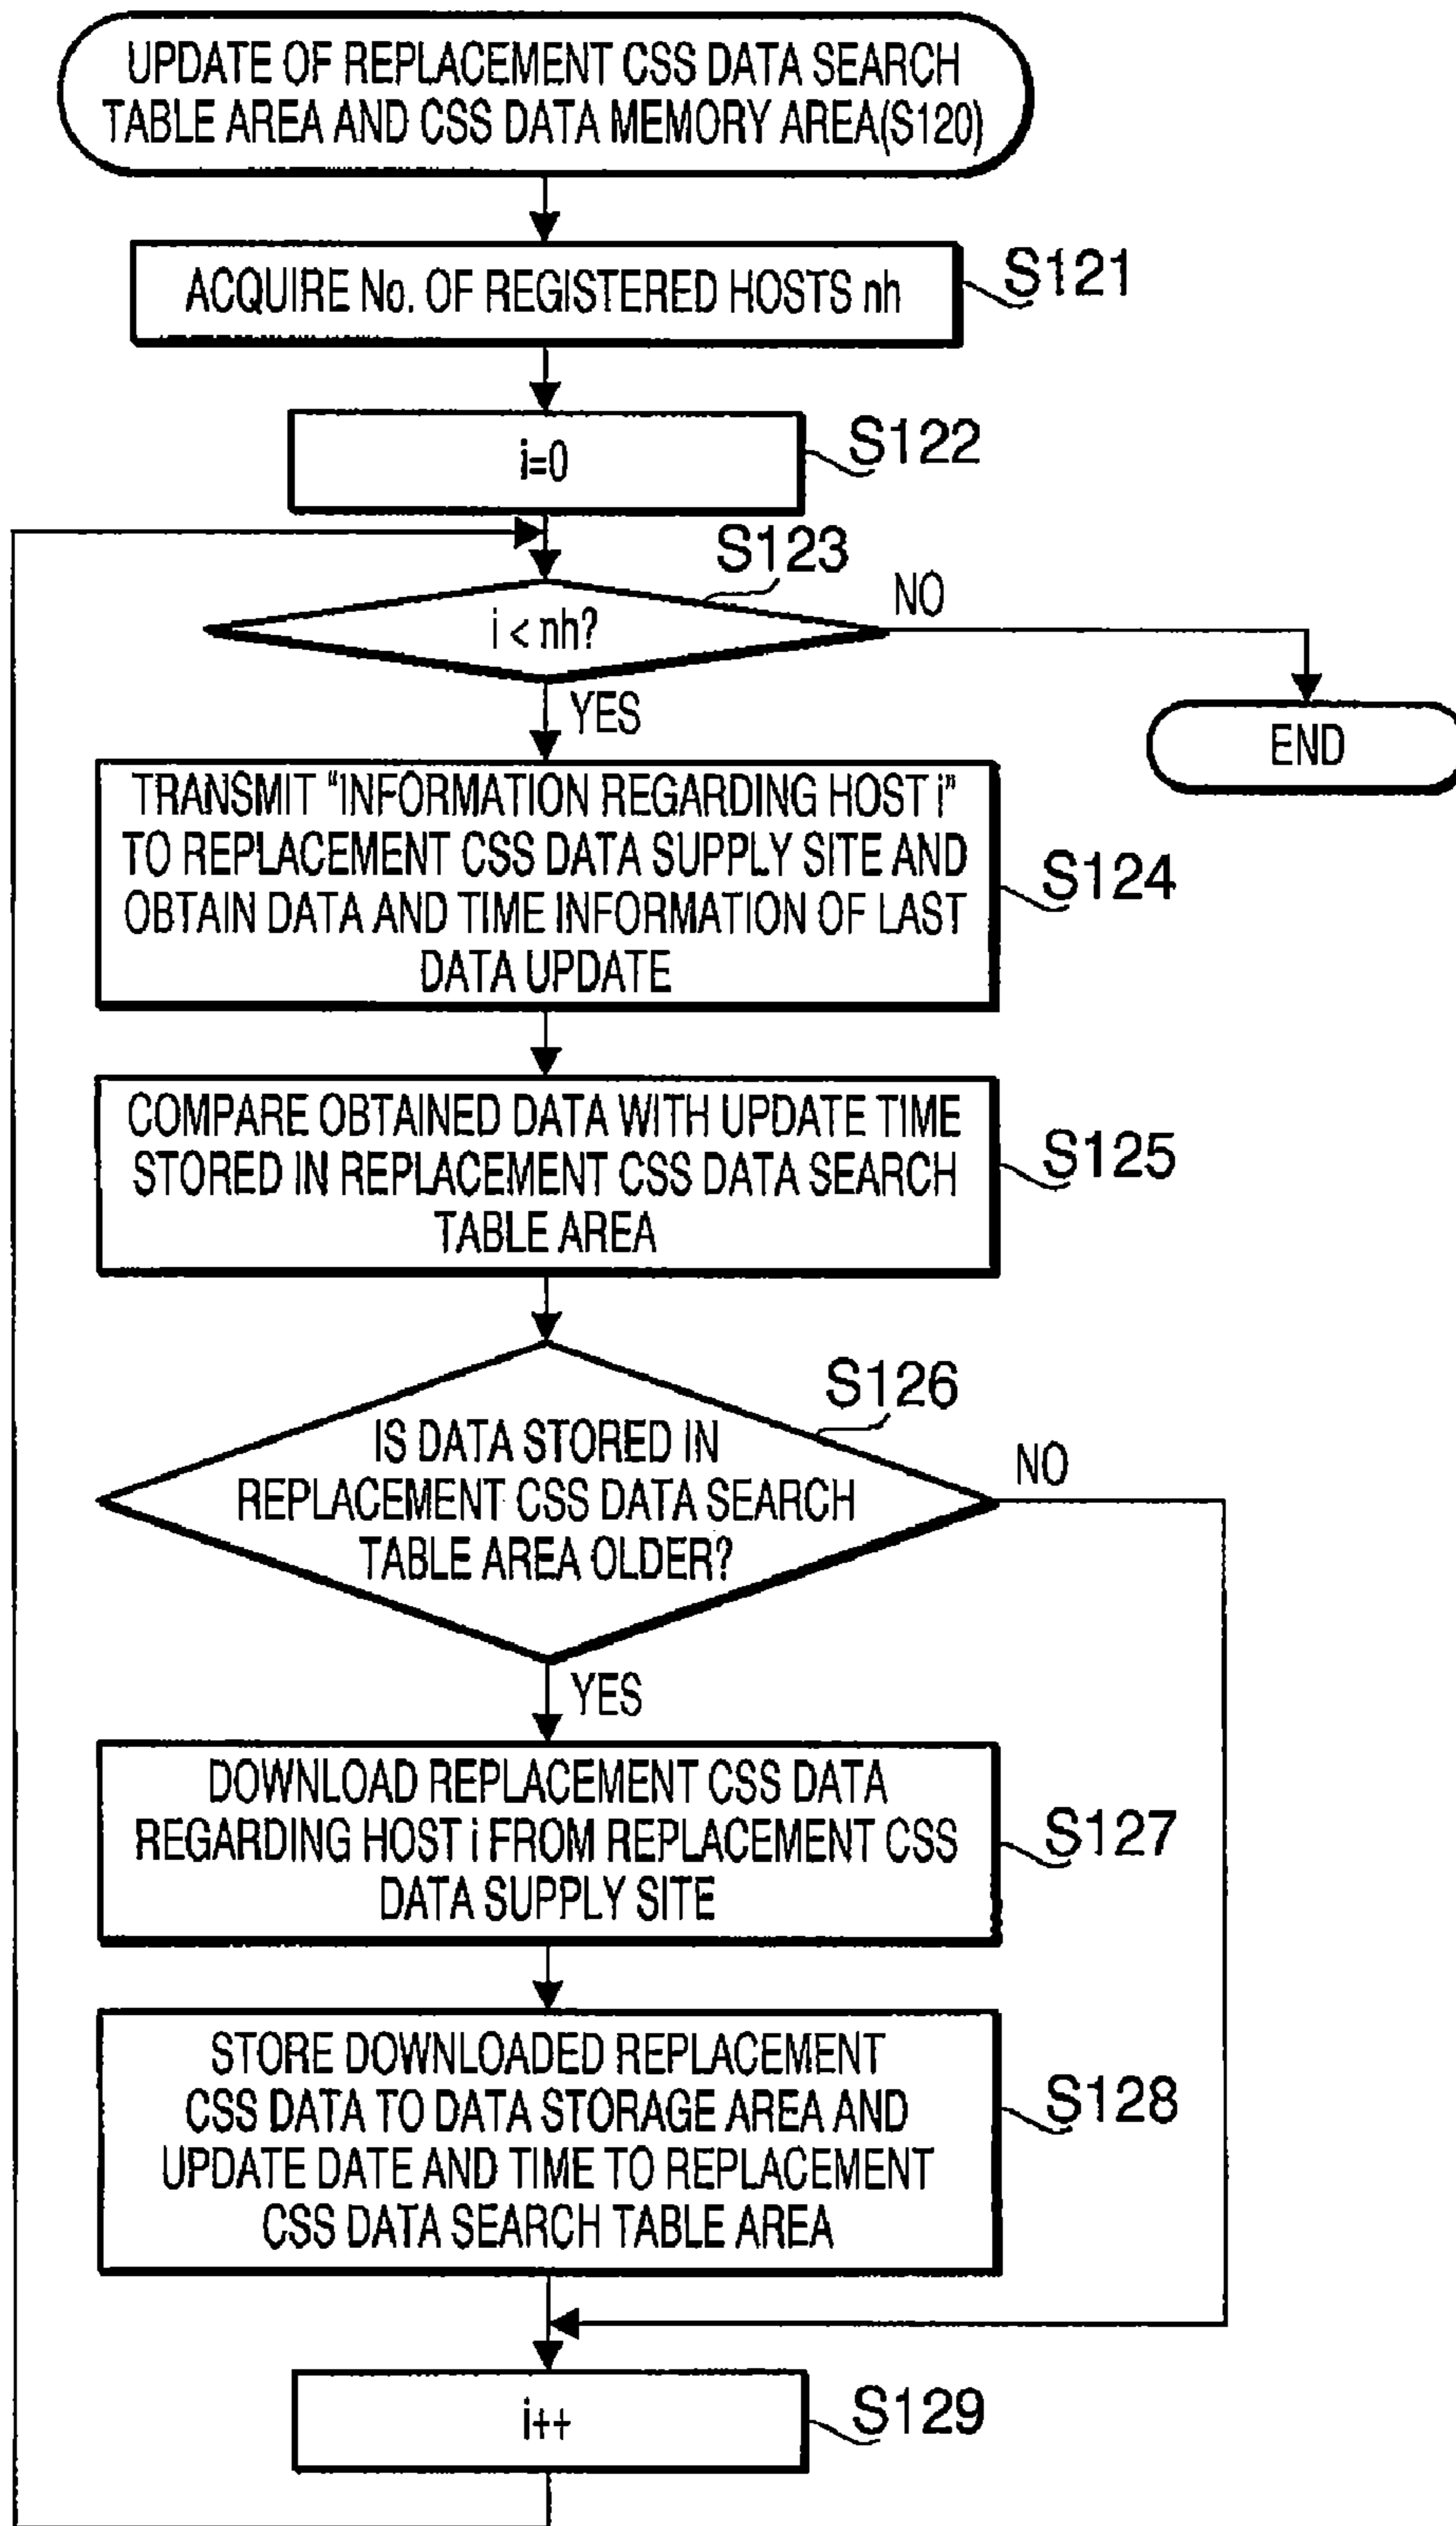 UPDATE OF REPLACEMENT CSS DATA SEARCH
TABLE AREA AND CSS DATA MEMORY AREA(S120)
ACQUIRE No. OF REGISTERED HOSTS nh
S121
i=0
S122
S123
i < nh?
NO
YES
END
TRANSMIT "INFORMATION REGARDING HOST i"
TO REPLACEMENT CSS DATA SUPPLY SITE AND
OBTAIN DATA AND TIME INFORMATION OF LAST
DATA UPDATE
S124
COMPARE OBTAINED DATA WITH UPDATE TIME
STORED IN REPLACEMENT CSS DATA SEARCH
TABLE AREA
S125
S126
IS DATA STORED IN
REPLACEMENT CSS DATA SEARCH
TABLE AREA OLDER?
NO
YES
DOWNLOAD REPLACEMENT CSS DATA
REGARDING HOST i FROM REPLACEMENT CSS
DATA SUPPLY SITE
S127
STORE DOWNLOADED REPLACEMENT
CSS DATA TO DATA STORAGE AREA AND
UPDATE DATE AND TIME TO REPLACEMENT
CSS DATA SEARCH TABLE AREA
S128
i++
S129